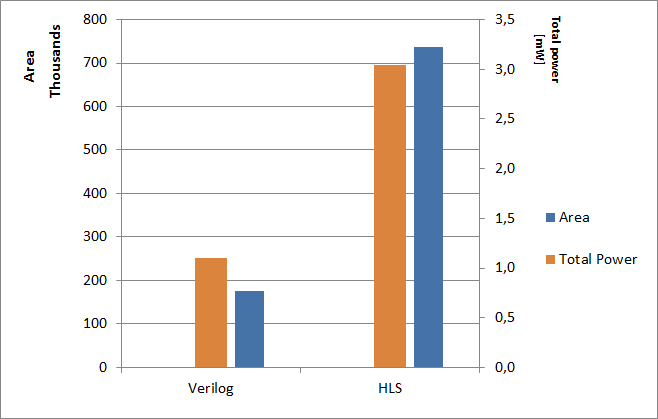 Area
Thousands
800
700
600
500
400
300
200
100
0
3,5
3,0
2,5
2,0
1,5
1,0
0,5
0,0
Total power
[mW]
Verilog
HLS
Area
Total Power